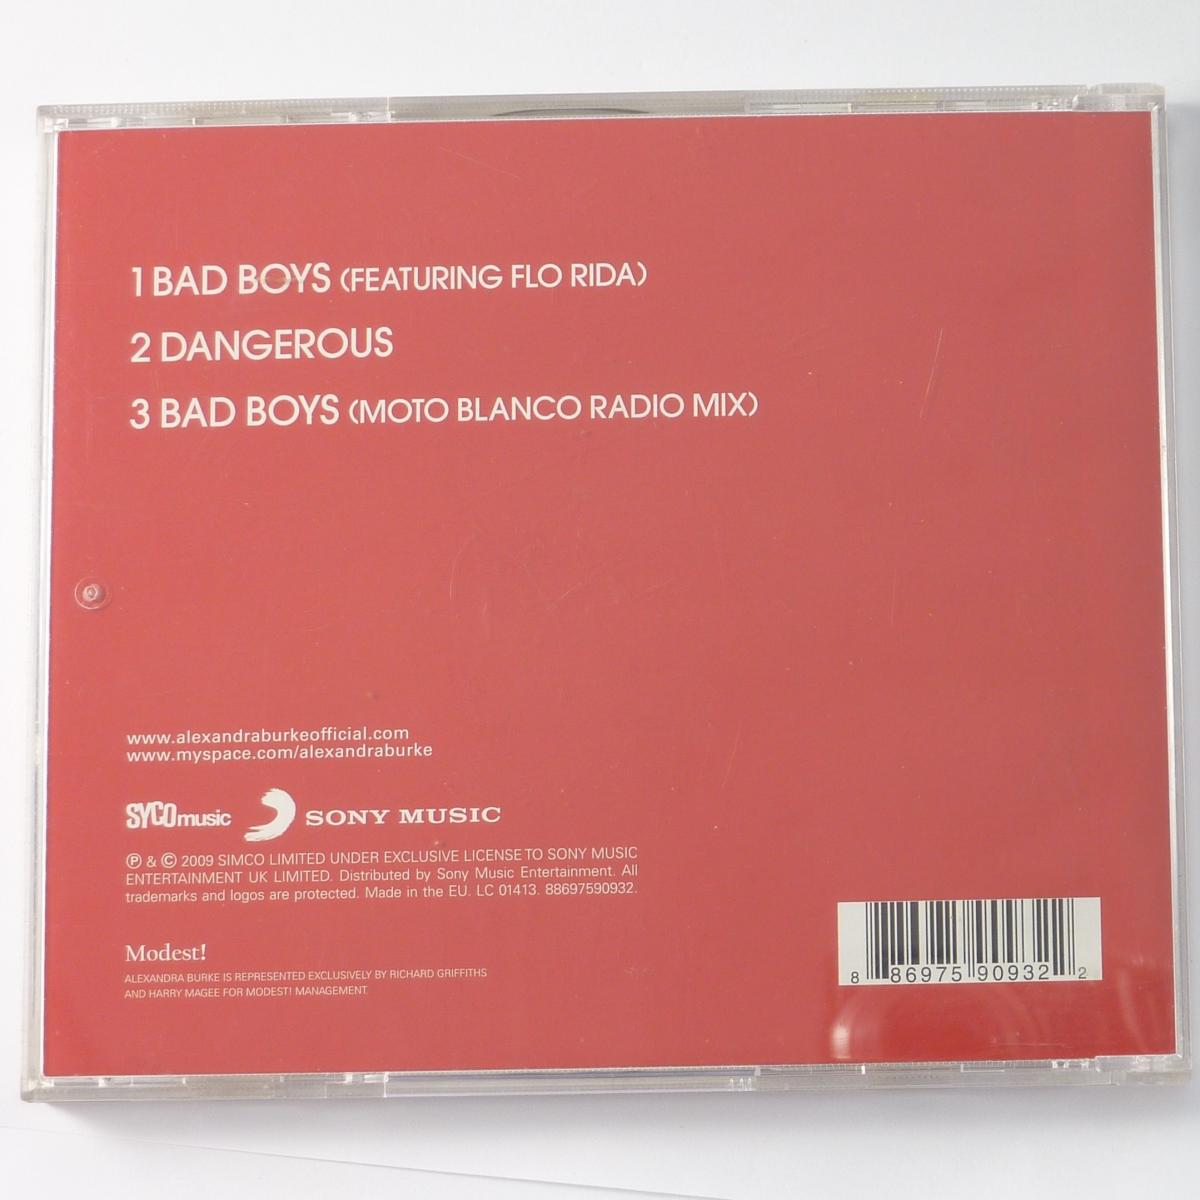 1 BAD BOYS (FEATURING FLO RIDA)
2 DANGEROUS
3 BAD BOYS (MOTO BLANCO RADIO MIX)
www.alexandraburkeofficial.com
www.myspace.com/alexandraburke
SYCOmusic SONY MUSIC
℗ & © 2009 SIMCO LIMITED UNDER EXCLUSIVE LICENSE TO SONY MUSIC
ENTERTAINMENT UK LIMITED. Distributed by Sony Music Entertainment. All
trademarks and logos are protected. Made in the EU. LC 01413. 88697590932.
Modest!
ALEXANDRA BURKE IS REPRESENTED EXCLUSIVELY BY RICHARD GRIFFITHS
AND HARRY MAGEE FOR MODEST! MANAGEMENT.
8 86975 90932 2